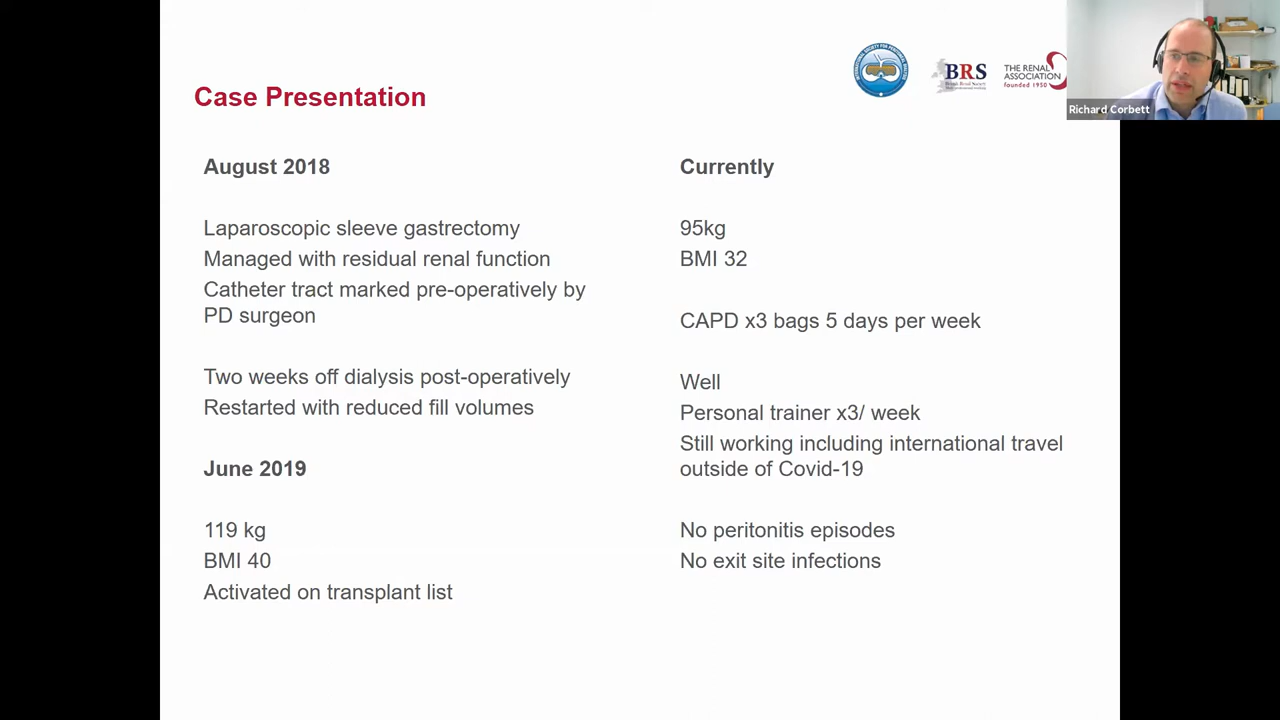 Case Presentation
BRS
THE RENAL
ASSOCIATION
founded 1950
Richard Corbett
August 2018
Laparoscopic sleeve gastrectomy
Managed with residual renal function
Catheter tract marked pre-operatively by
PD surgeon
Two weeks off dialysis post-operatively
Restarted with reduced fill volumes
June 2019
119 kg
BMI 40
Activated on transplant list
Currently
95kg
BMI 32
CAPD x3 bags 5 days per week
Well
Personal trainer x3/ week
Still working including international travel
outside of Covid-19
No peritonitis episodes
No exit site infections